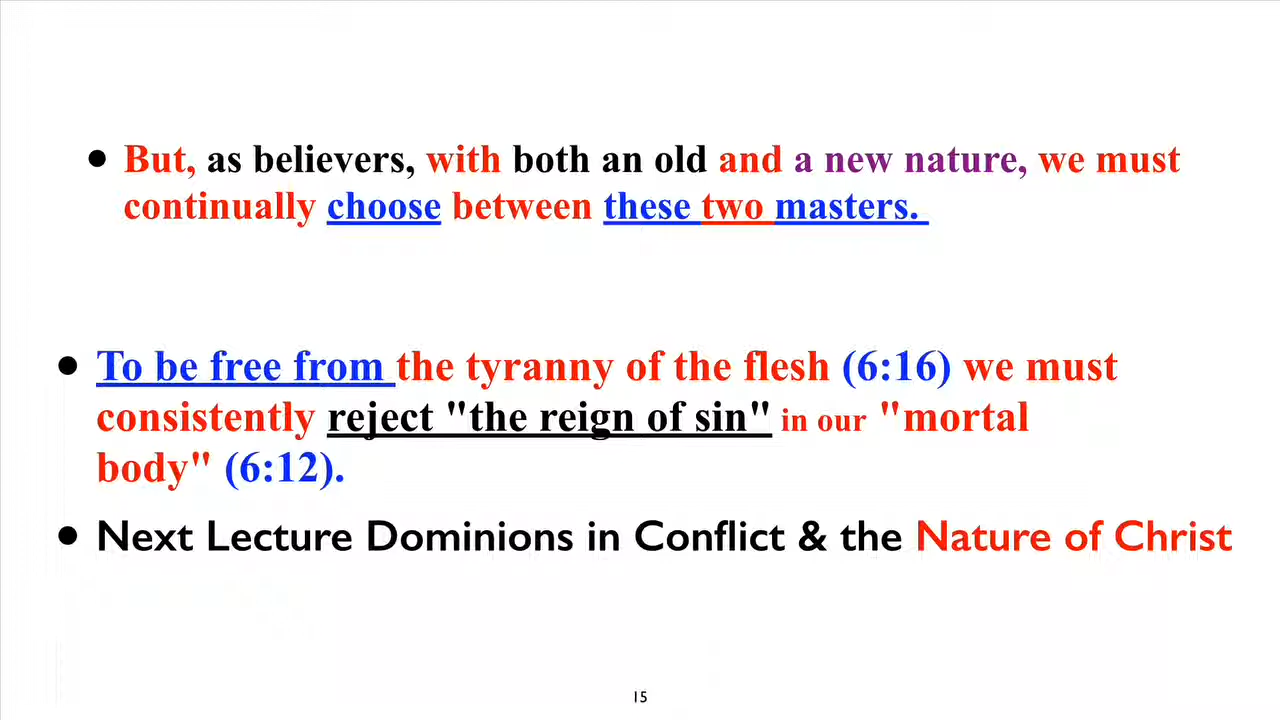 • But, as believers, with both an old and a new nature, we must
continually choose between these two masters.
• To be free from the tyranny of the flesh (6:16) we must
consistently reject "the reign of sin" in our "mortal
body" (6:12).
• Next Lecture Dominions in Conflict & the Nature of Christ
15